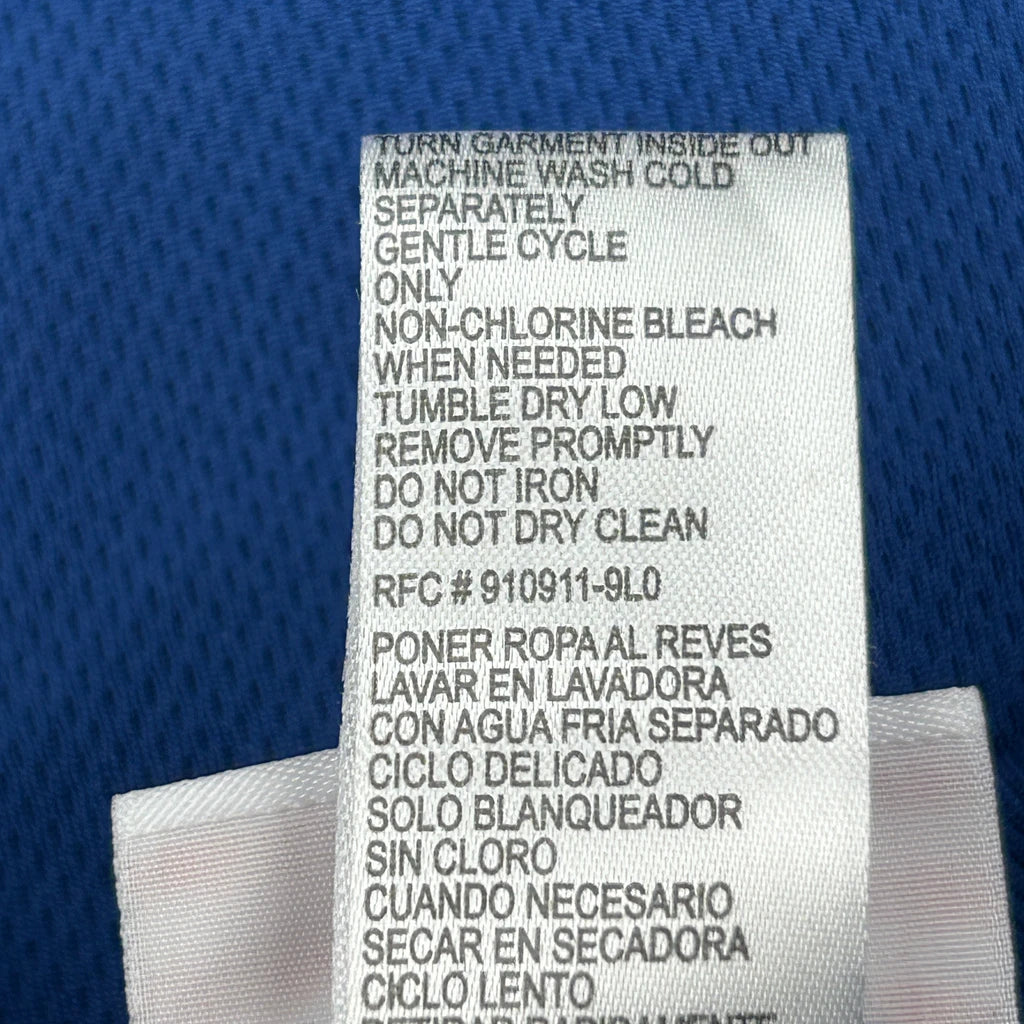 TURN GARMENT INSIDE OUT
MACHINE WASH COLD
SEPARATELY
GENTLE CYCLE
ONLY
NON-CHLORINE BLEACH
WHEN NEEDED
TUMBLE DRY LOW
REMOVE PROMPTLY
DO NOT IRON
DO NOT DRY CLEAN
RFC # 910911-9L0
PONER ROPA AL REVES
LAVAR EN LAVADORA
CON AGUA FRIA SEPARADO
CICLO DELICADO
SOLO BLANQUEADOR
SIN CLORO
CUANDO NECESARIO
SECAR EN SECADORA
CICLO LENTO
RETIRAR RAPIDAMENTE